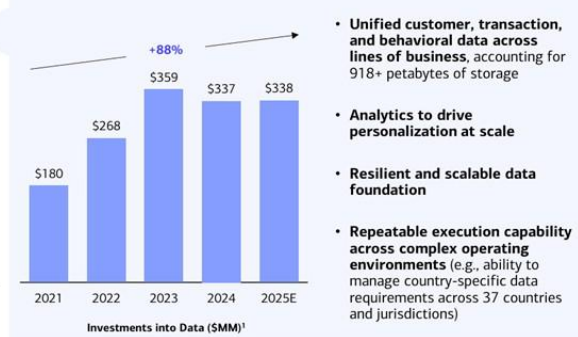 +88%
$359
$337
$338
$268
$180
2021
2022
2023
2024
2025E
Investments into Data ($MM)¹
• Unified customer, transaction,
and behavioral data across
lines of business, accounting for
918+ petabytes of storage
• Analytics to drive
personalization at scale
• Resilient and scalable data
foundation
• Repeatable execution capability
across complex operating
environments (e.g., ability to
manage country-specific data
requirements across 37 countries
and jurisdictions)